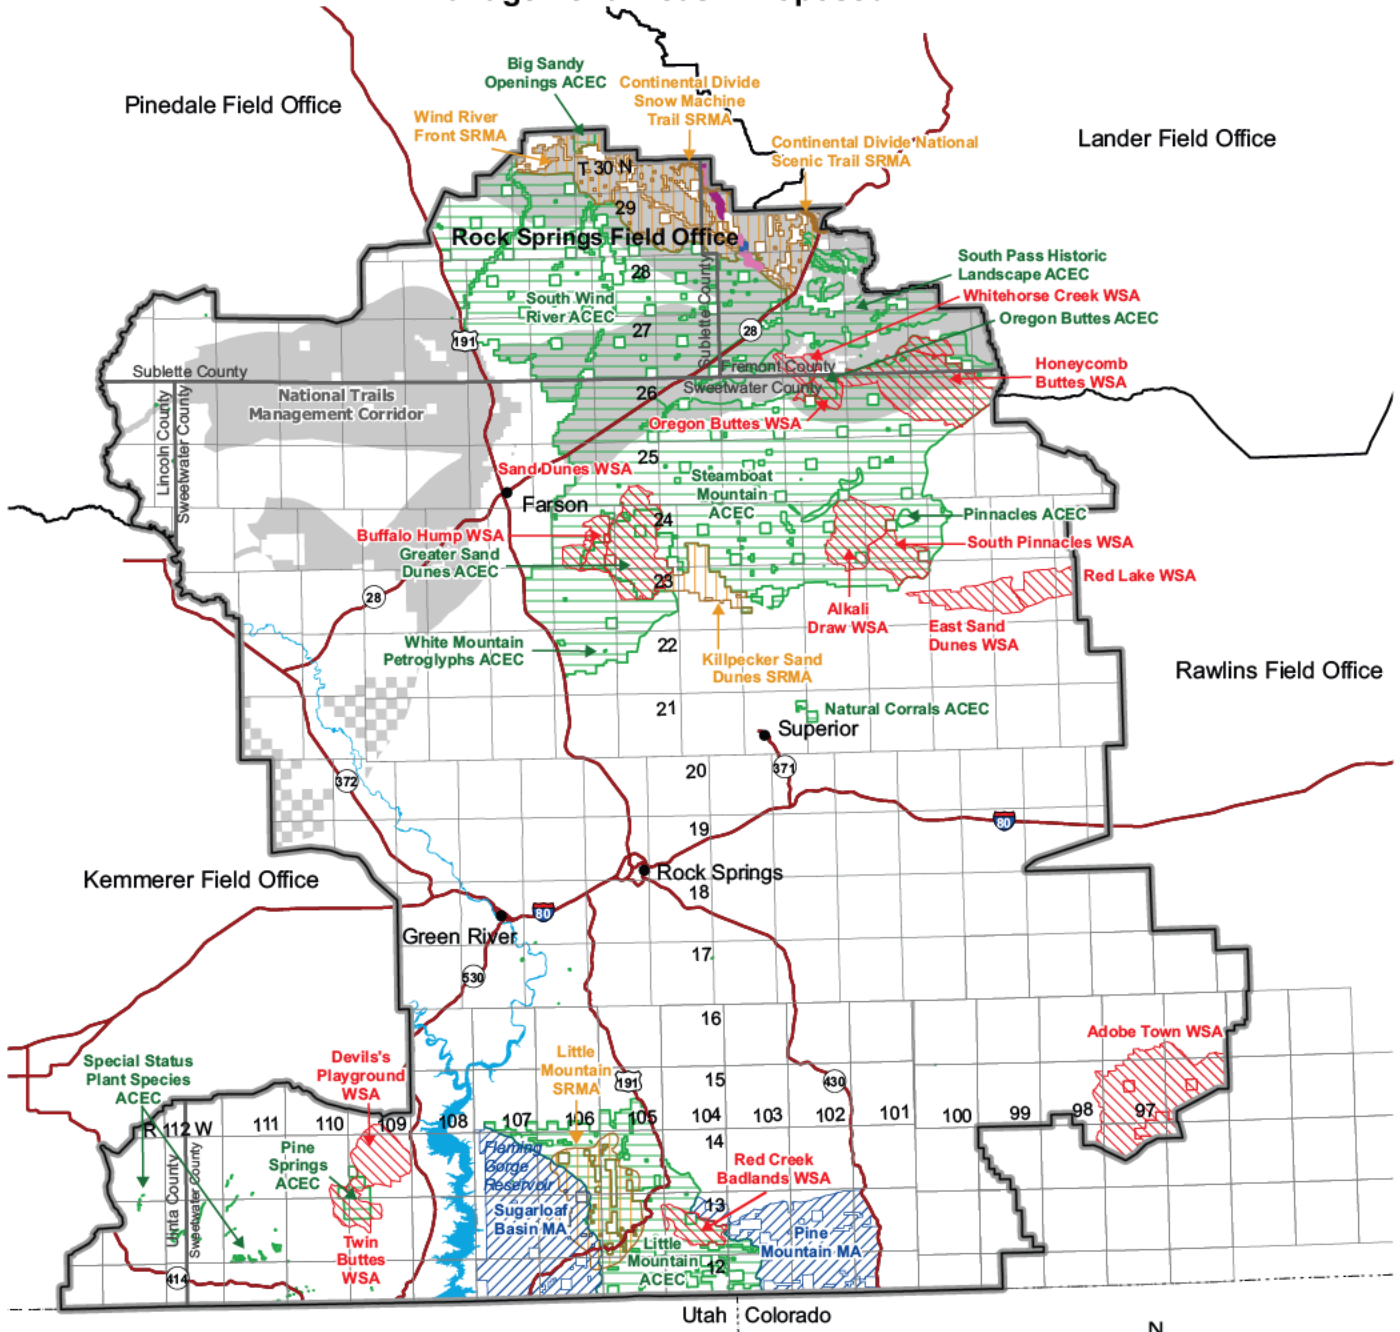 Big Sandy
Openings ACEC
Continental Divide
Snow Machine
Trail SRMA
Pinedale Field Office
Wind River
Front SRMA
Lander Field Office
Continental Divide National
Scenic Trail SRMA
T 30 N
29
Rock Springs Field Office
28
South Pass Historic
Landscape ACEC
Whitehorse Creek WSA
Oregon Buttes ACEC
South Wind
River ACEC
27
Sublette County
28
191
Honeycomb
Buttes WSA
Sublette County
Fremont County
Sweetwater County
26
National Trails
Management Corridor
Lincoln County
Sweetwater County
Oregon Buttes WSA
25
Sand Dunes WSA
Steamboat
Mountain
ACEC
Farson
24
Pinnacles ACEC
Buffalo Hump WSA
South Pinnacles WSA
Greater Sand
Dunes ACEC
23
Red Lake WSA
28
Alkali
Draw WSA
East Sand
Dunes WSA
White Mountain
Petroglyphs ACEC
22
Killpecker Sand
Dunes SRMA
Rawlins Field Office
21
Natural Corrals ACEC
Superior
20
371
372
19
80
Kemmerer Field Office
Rock Springs
18
80
Green River
17
530
16
Adobe Town WSA
Special Status
Plant Species
ACEC
Devils's
Playground
WSA
Little
Mountain
SRMA
191
15
430
R 112 W
111
110
109
108
107
106
105
104
103
102
101
100
99
98
97
14
Pine
Springs
ACEC
Flaming
Gorge
Reservoir
Red Creek
Badlands WSA
Uinta County
Sweetwater County
13
Sugarloaf
Basin MA
Pine
Mountain MA
Twin
Buttes
WSA
Little
Mountain
ACEC
12
414
Utah
Colorado
N